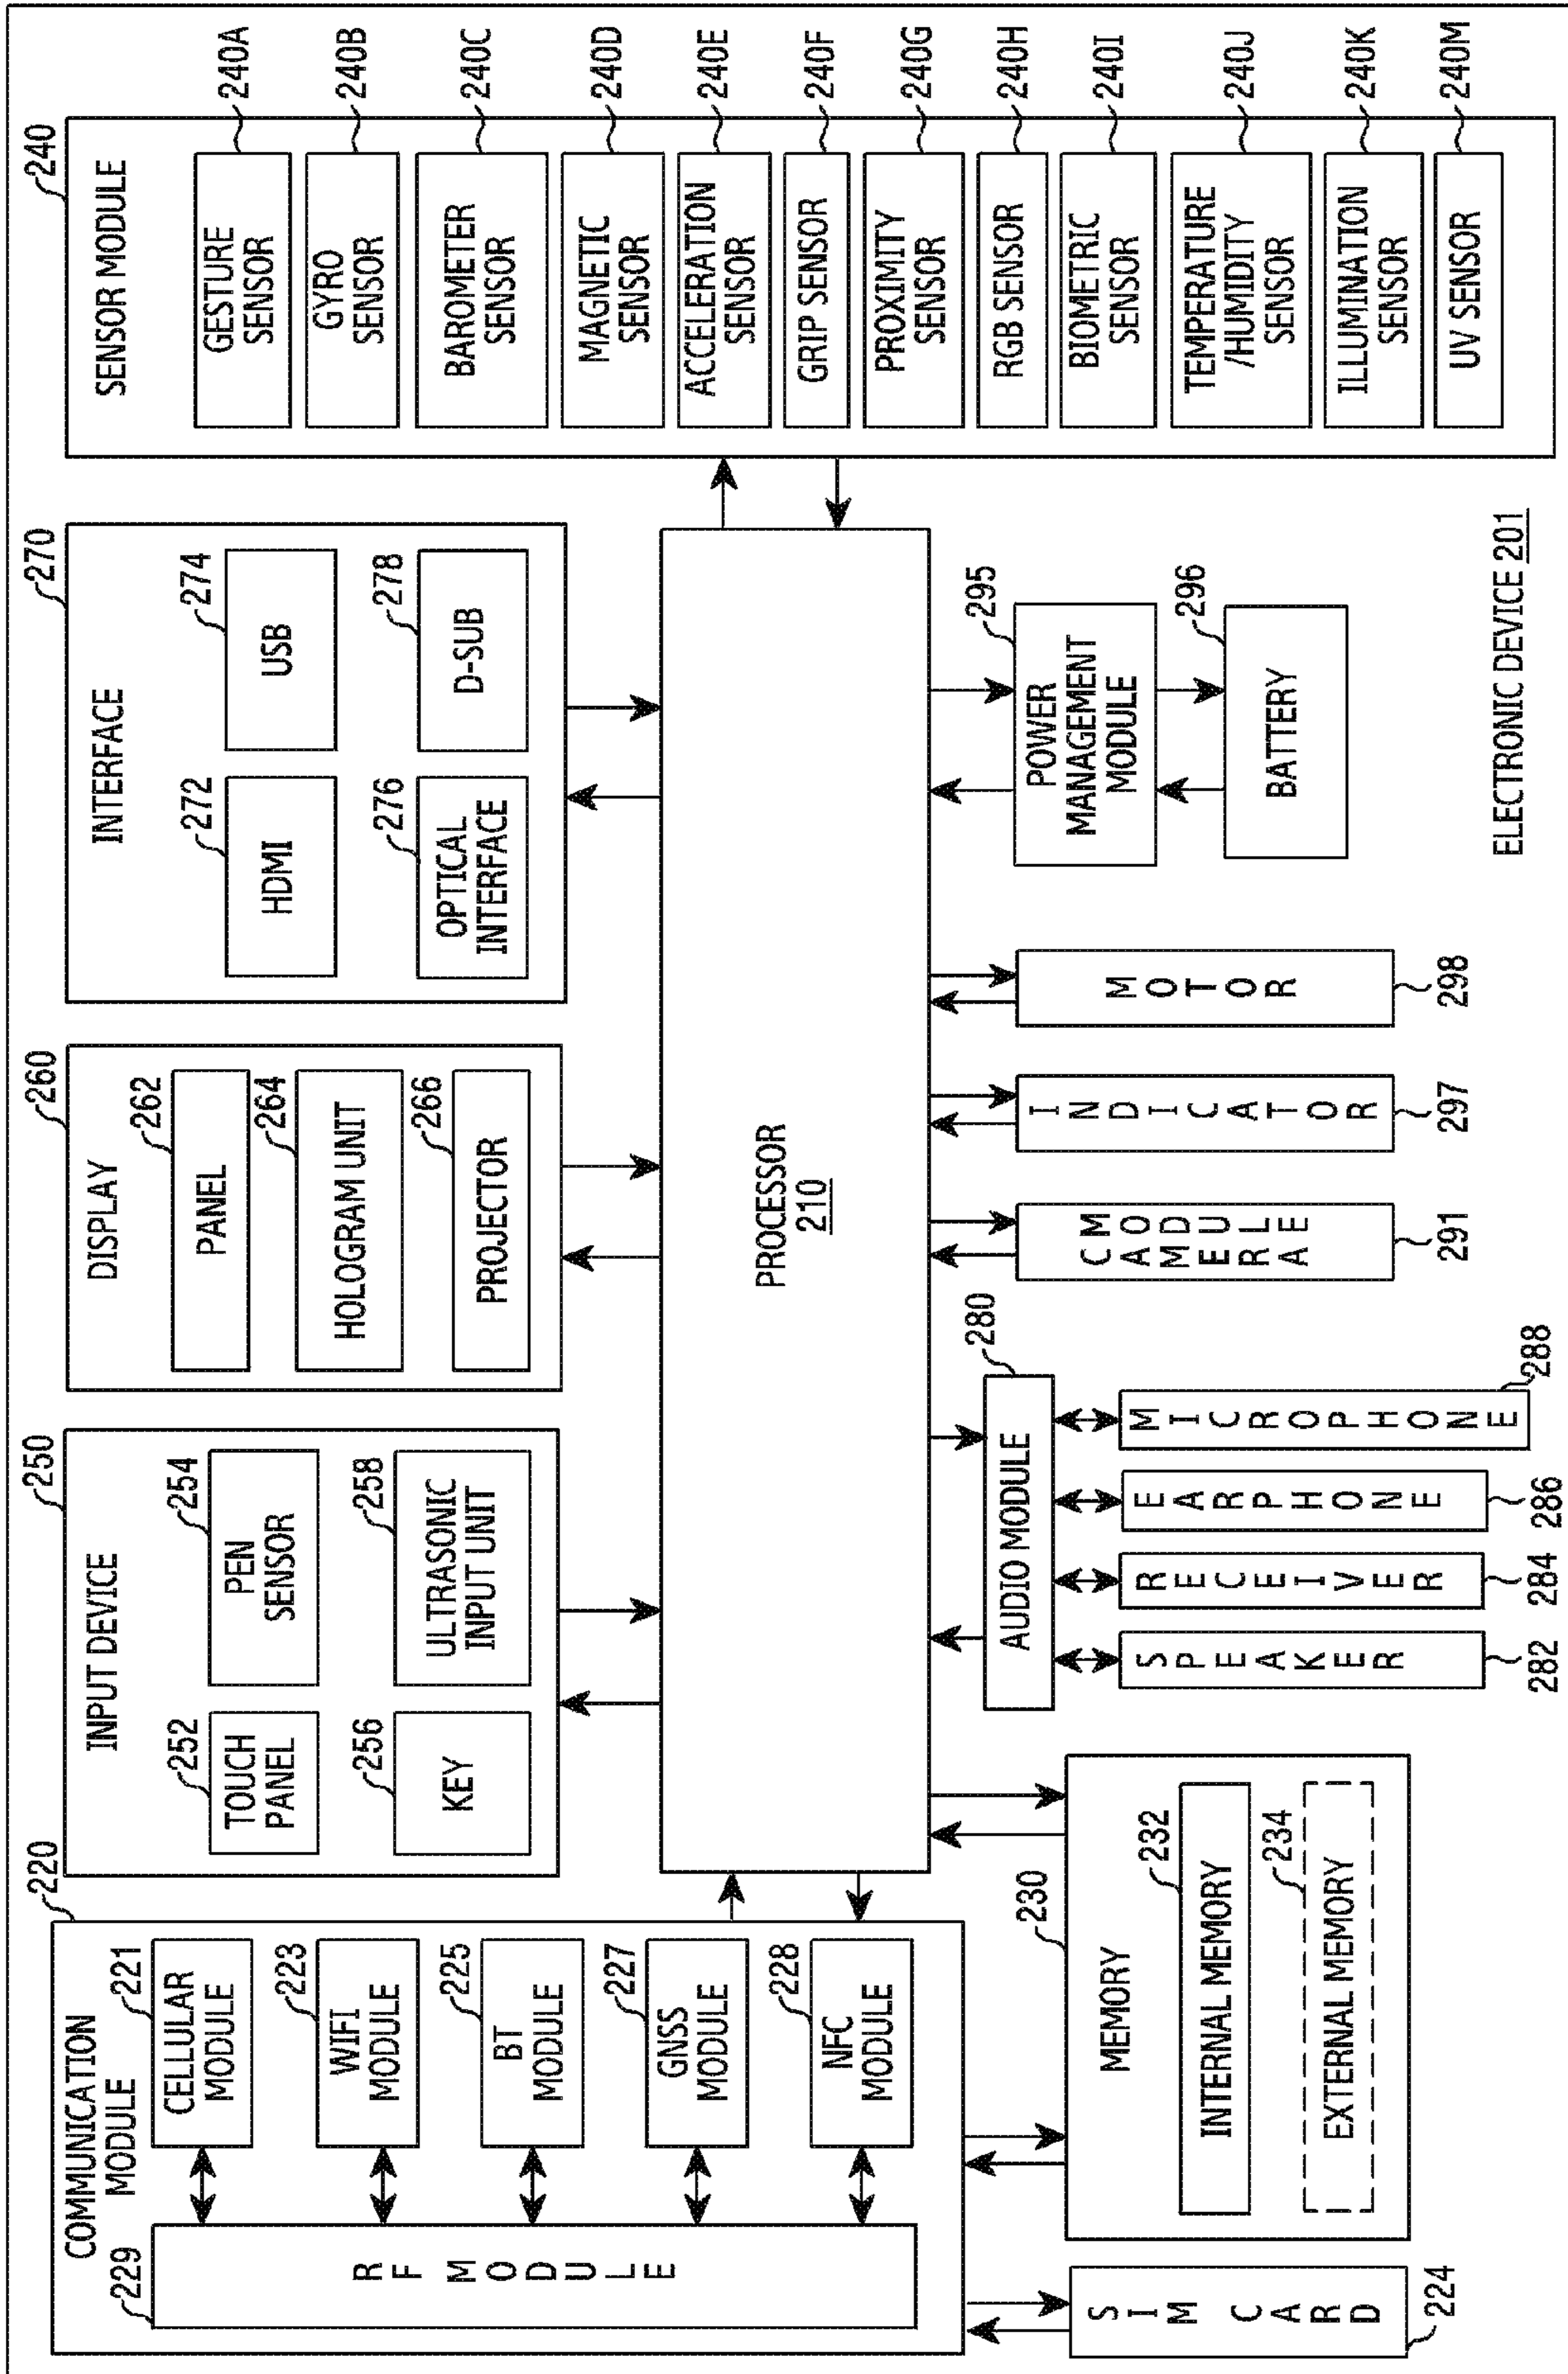 COMMUNICATION
MODULE
220
229
RF MODULE
CELLULAR
MODULE
221
WIFI
MODULE
223
BT
MODULE
225
GNSS
MODULE
227
NFC
MODULE
228
SIM CARD
224
INPUT DEVICE
250
TOUCH
PANEL
252
PEN
SENSOR
254
KEY
256
ULTRASONIC
INPUT UNIT
258
DISPLAY
260
PANEL
262
HOLOGRAM UNIT
264
PROJECTOR
266
INTERFACE
270
HDMI
272
USB
274
OPTICAL
INTERFACE
276
D-SUB
278
SENSOR MODULE
240
GESTURE
SENSOR
240A
GYRO
SENSOR
240B
BAROMETER
SENSOR
240C
MAGNETIC
SENSOR
240D
ACCELERATION
SENSOR
240E
GRIP SENSOR
240F
PROXIMITY
SENSOR
240G
RGB SENSOR
240H
BIOMETRIC
SENSOR
240I
TEMPERATURE
/HUMIDITY
SENSOR
240J
ILLUMINATION
SENSOR
240K
UV SENSOR
240M
PROCESSOR
210
MEMORY
230
INTERNAL MEMORY
232
EXTERNAL MEMORY
234
AUDIO MODULE
280
SPEAKER
282
RECEIVER
284
EARPHONE
286
MICROPHONE
288
CAMERA
MODULE
291
INDICATOR
297
MOTOR
298
POWER
MANAGEMENT
MODULE
295
BATTERY
296
ELECTRONIC DEVICE 201